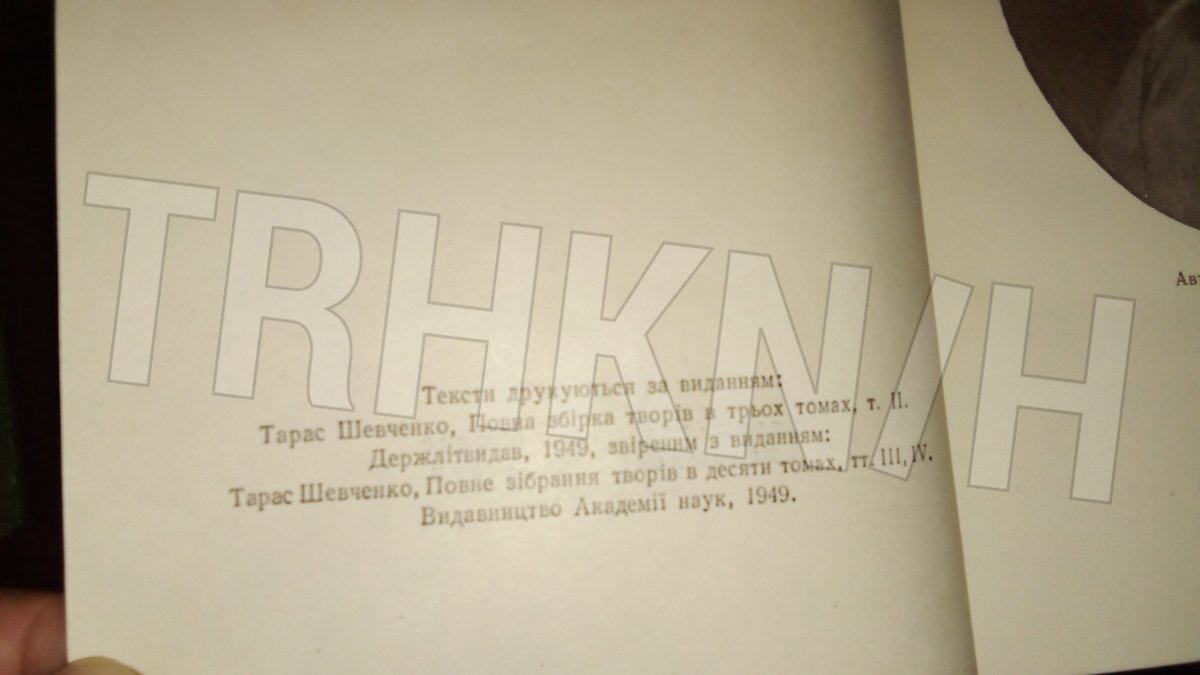 Тексти друкуються за виданням:
Тарас Шевченко, Повна збірка творів в трьох томах, т. II.
Держлітвидав, 1949, звіреним з виданням:
Тарас Шевченко, Повне зібрання творів в десяти томах, тт. III, IV.
Видавництво Академії наук, 1949.
TRHKN/H